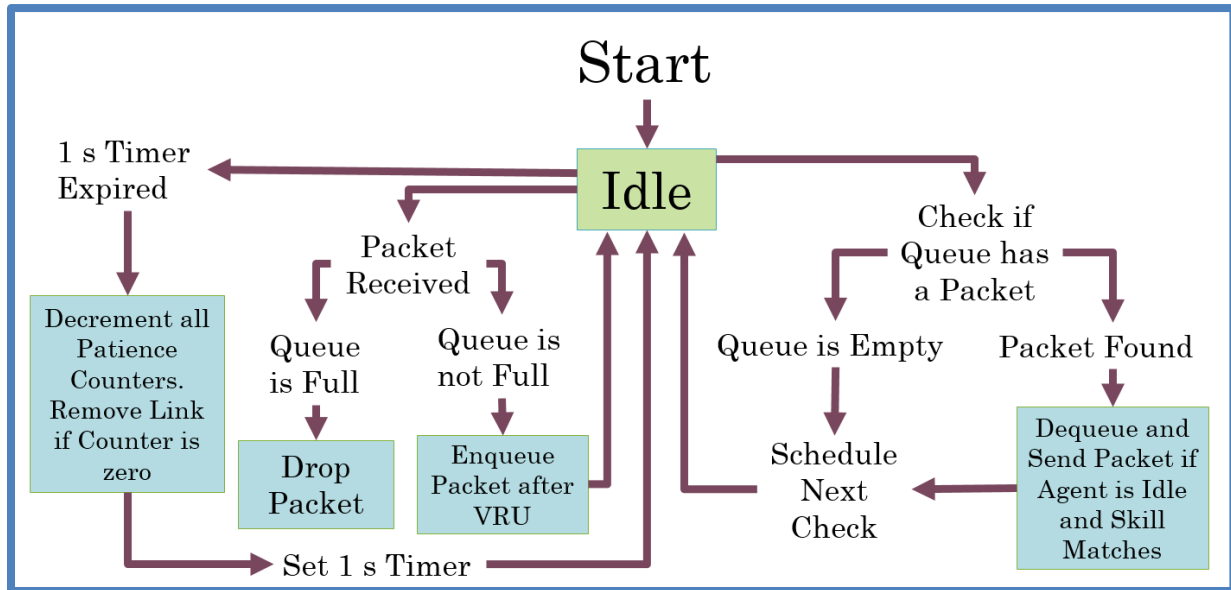 Start
Idle
1 s Timer
Expired
Decrement all
Patience
Counters.
Remove Link
if Counter is
zero
Set 1 s Timer
Packet
Received
Queue
is Full
Drop
Packet
Queue is
not Full
Enqueue
Packet after
VRU
Check if
Queue has
a Packet
Queue is Empty
Schedule
Next
Check
Packet Found
Dequeue and
Send Packet if
Agent is Idle
and Skill
Matches